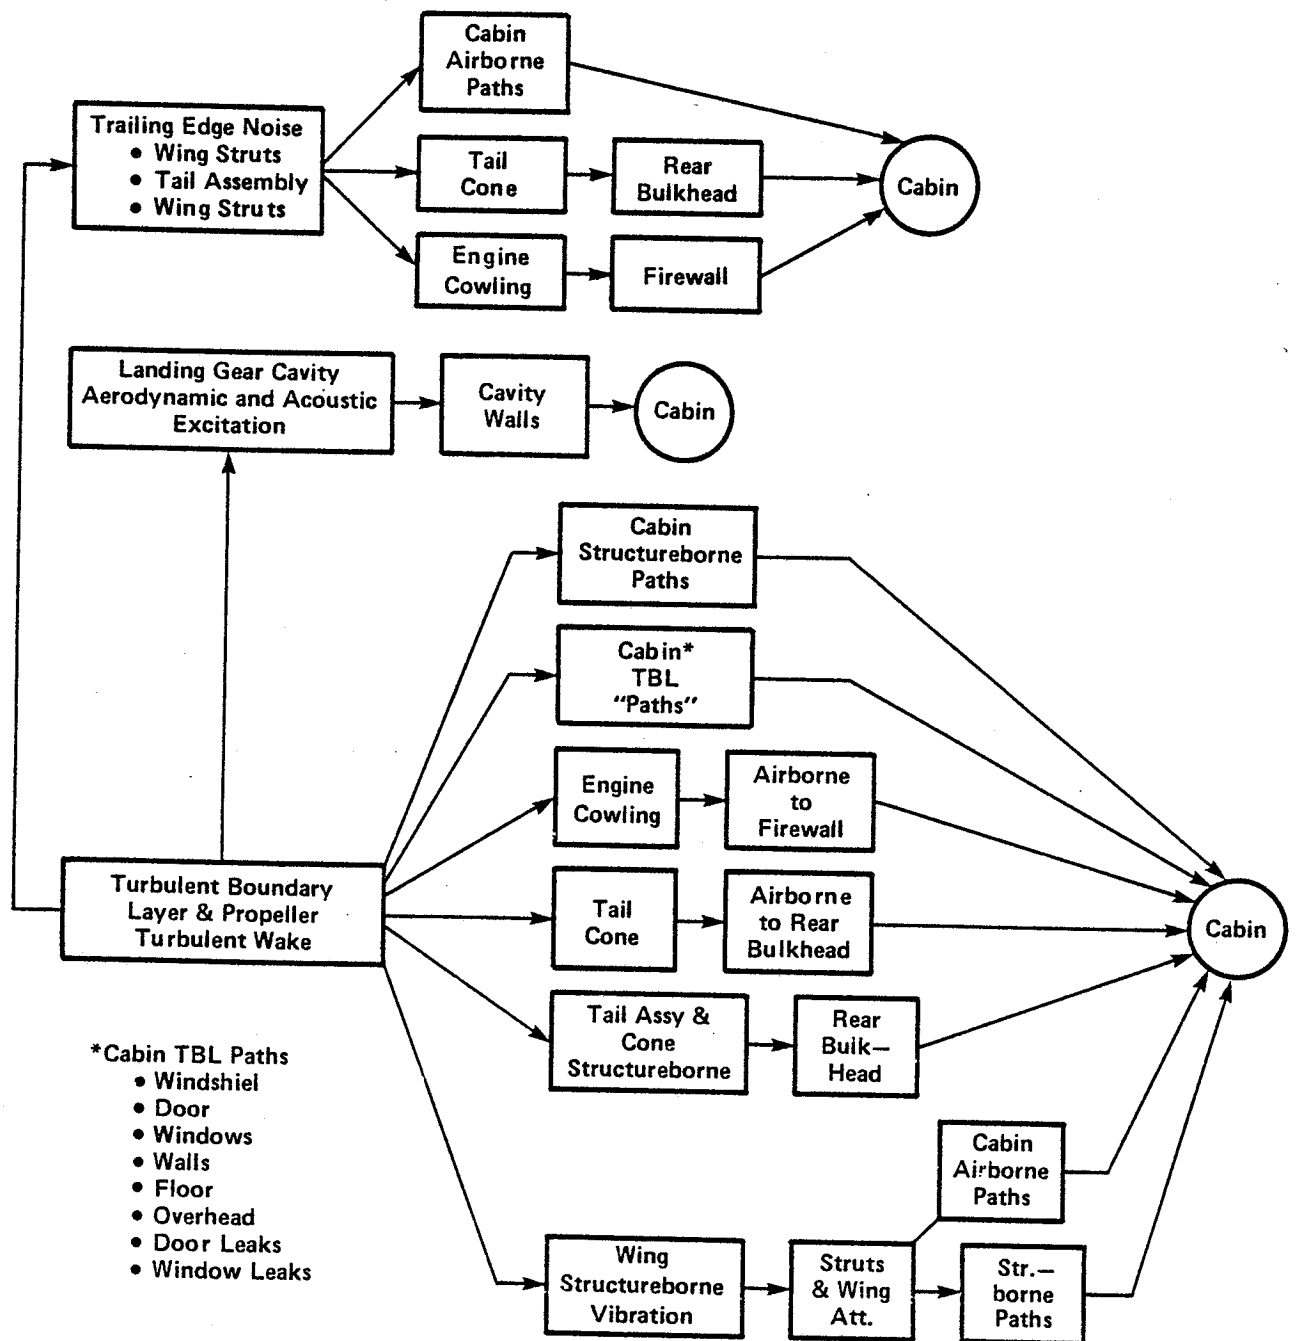 Cabin
Airborne
Paths
Trailing Edge Noise
• Wing Struts
• Tail Assembly
• Wing Struts
Tail
Cone
Rear
Bulkhead
Cabin
Engine
Cowling
Firewall
Landing Gear Cavity
Aerodynamic and Acoustic
Excitation
Cavity
Walls
Cabin
Cabin
Structureborne
Paths
Cabin*
TBL
“Paths”
Engine
Cowling
Airborne
to
Firewall
Turbulent Boundary
Layer & Propeller
Turbulent Wake
Tail
Cone
Airborne
to Rear
Bulkhead
Cabin
Tail Assy &
Cone
Structureborne
Rear
Bulk—
Head
*Cabin TBL Paths
• Windshiel
• Door
• Windows
• Walls
• Floor
• Overhead
• Door Leaks
• Window Leaks
Cabin
Airborne
Paths
Wing
Structureborne
Vibration
Struts
& Wing
Att.
Str.—
borne
Paths